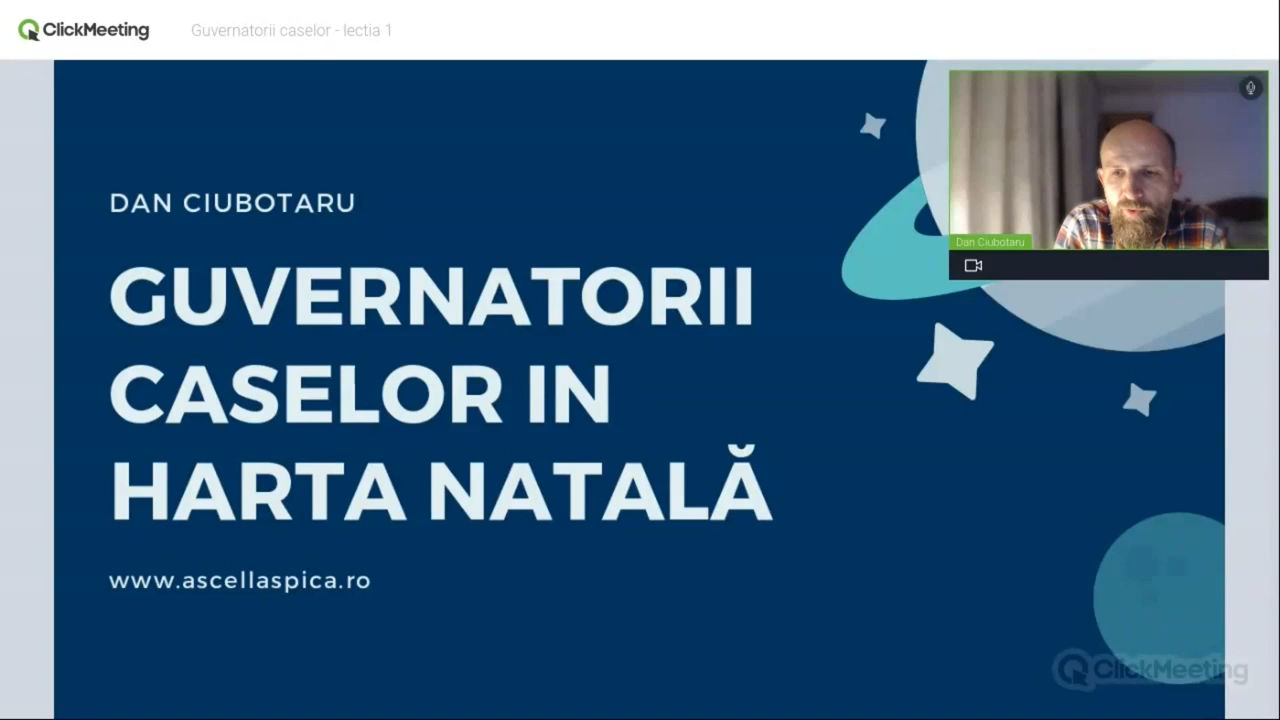 ClickMeeting
Guvernatorii caselor - lectia 1
DAN CIUBOTARU
GUVERNATORII
CASELOR IN
HARTA NATALĂ
www.ascellaspica.ro
Dan Ciubotaru
ClickMeeting